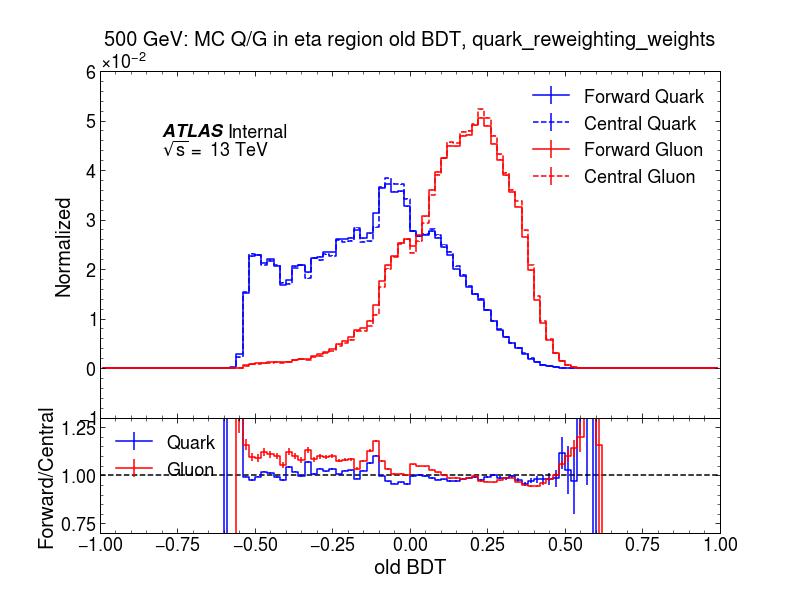 500 GeV: MC Q/G in eta region old BDT, quark_reweighting_weights
×10−2
6
5
4
3
2
1
0
−1
Normalized
ATLAS Internal
√s = 13 TeV
Forward Quark
Central Quark
Forward Gluon
Central Gluon
1.25
1.00
0.75
Forward/Central
Quark
Gluon
−1.00 −0.75 −0.50 −0.25 0.00 0.25 0.50 0.75 1.00
old BDT